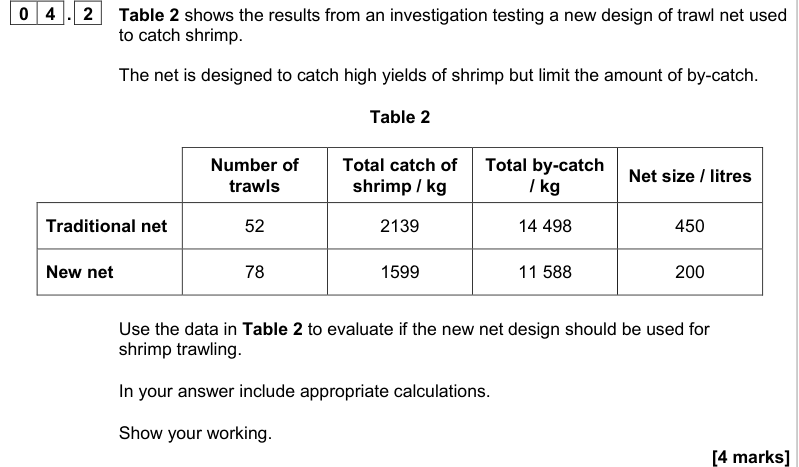 0 4 . 2 Table 2 shows the results from an investigation testing a new design of trawl net used
to catch shrimp.
The net is designed to catch high yields of shrimp but limit the amount of by-catch.
Table 2
Number of trawls Total catch of shrimp / kg Total by-catch / kg Net size / litres
Traditional net 52 2139 14 498 450
New net 78 1599 11 588 200
Use the data in Table 2 to evaluate if the new net design should be used for
shrimp trawling.
In your answer include appropriate calculations.
Show your working.
[4 marks]